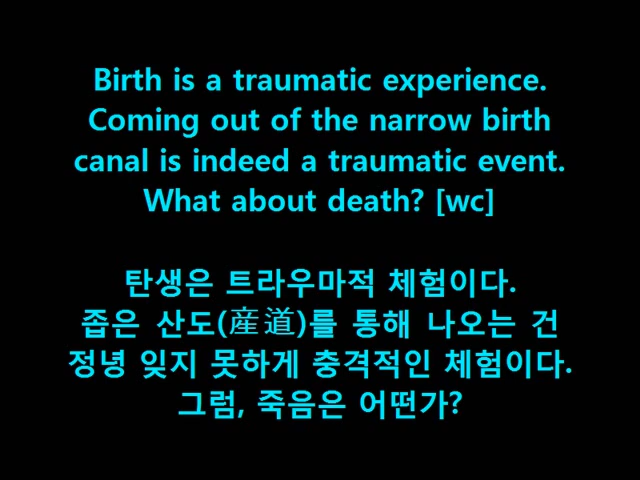 Birth is a traumatic experience.
Coming out of the narrow birth
canal is indeed a traumatic event.
What about death? [wc]
탄생은 트라우마적 체험이다.
좁은 산도(産道)를 통해 나오는 건
정녕 잊지 못하게 충격적인 체험이다.
그럼, 죽음은 어떤가?